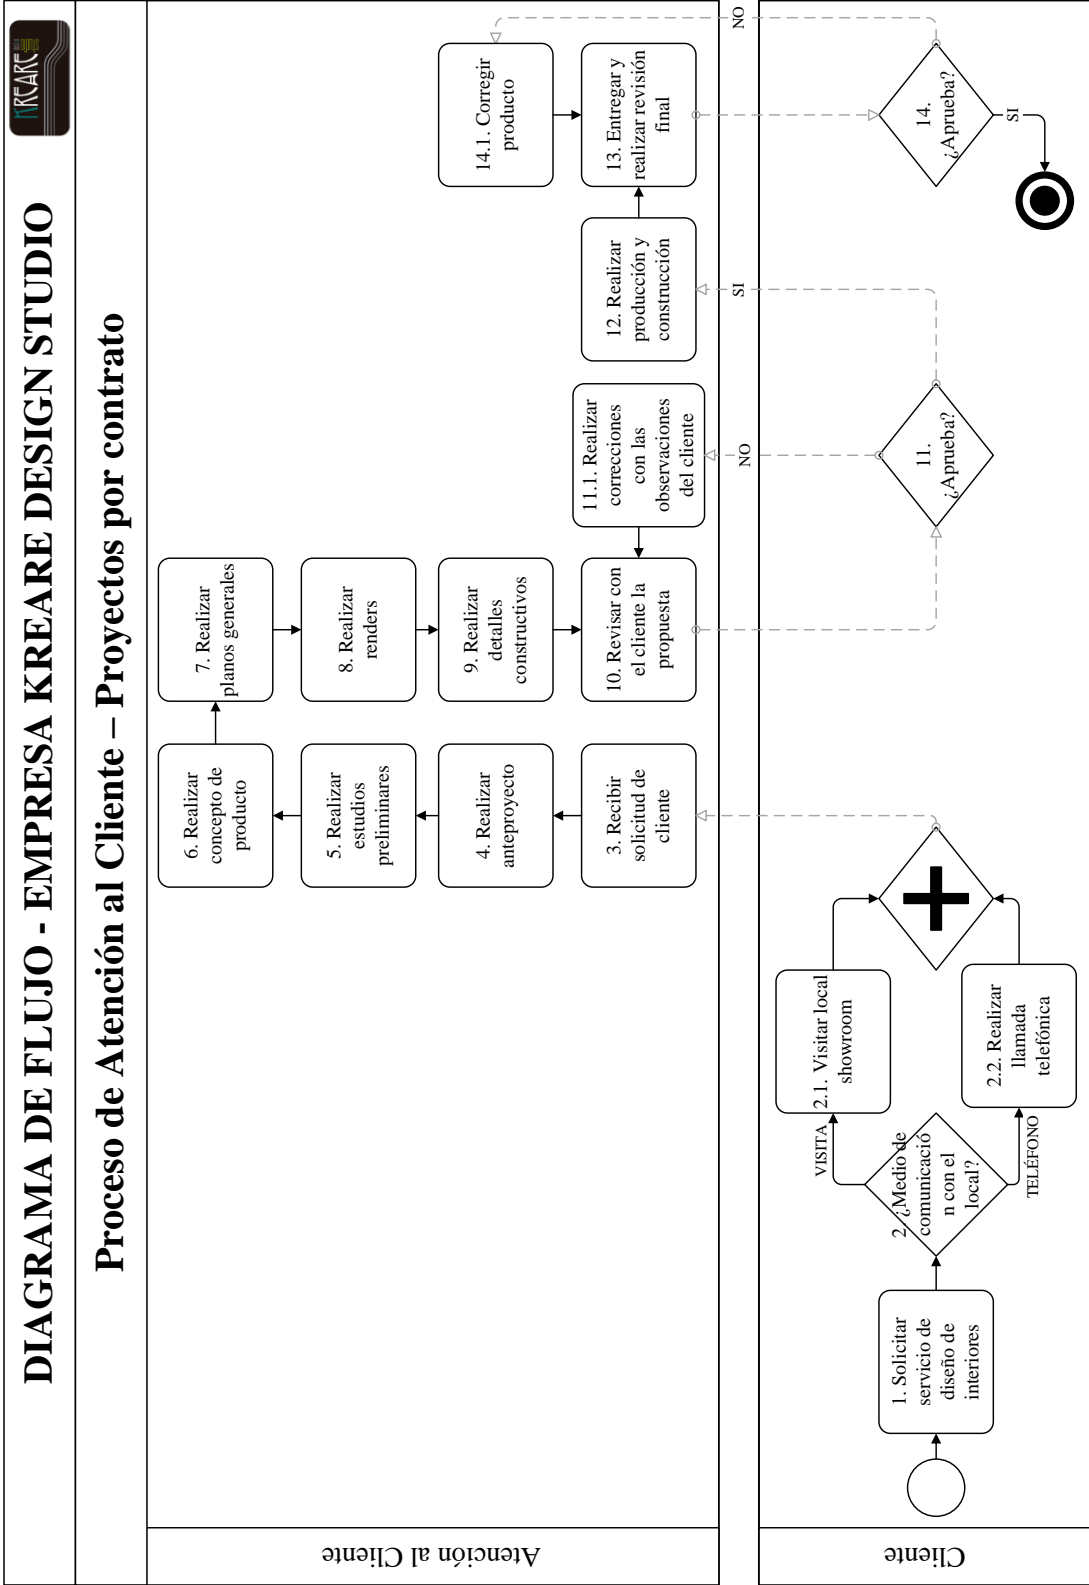 DIAGRAMA DE FLUJO - EMPRESA KREARE DESIGN STUDIO
KREARE
Proceso de Atención al Cliente – Proyectos por contrato
Atención al Cliente
6. Realizar
concepto de
producto
7. Realizar
planos generales
5. Realizar
estudios
preliminares
8. Realizar
renders
4. Realizar
anteproyecto
9. Realizar
detalles
constructivos
14.1. Corregir
producto
3. Recibir
solicitud de
cliente
10. Revisar con
el cliente la
propuesta
11.1. Realizar
correcciones
con las
observaciones
del cliente
12. Realizar
producción y
construcción
13. Entregar y
realizar revisión
final
NO
SI
NO
Cliente
1. Solicitar
servicio de
diseño de
interiores
2. ¿Medio de
comunicació
n con el
local?
VISITA
TELÉFONO
2.1. Visitar local
showroom
2.2. Realizar
llamada
telefónica
11.
¿Aprueba?
14.
¿Aprueba?
SI